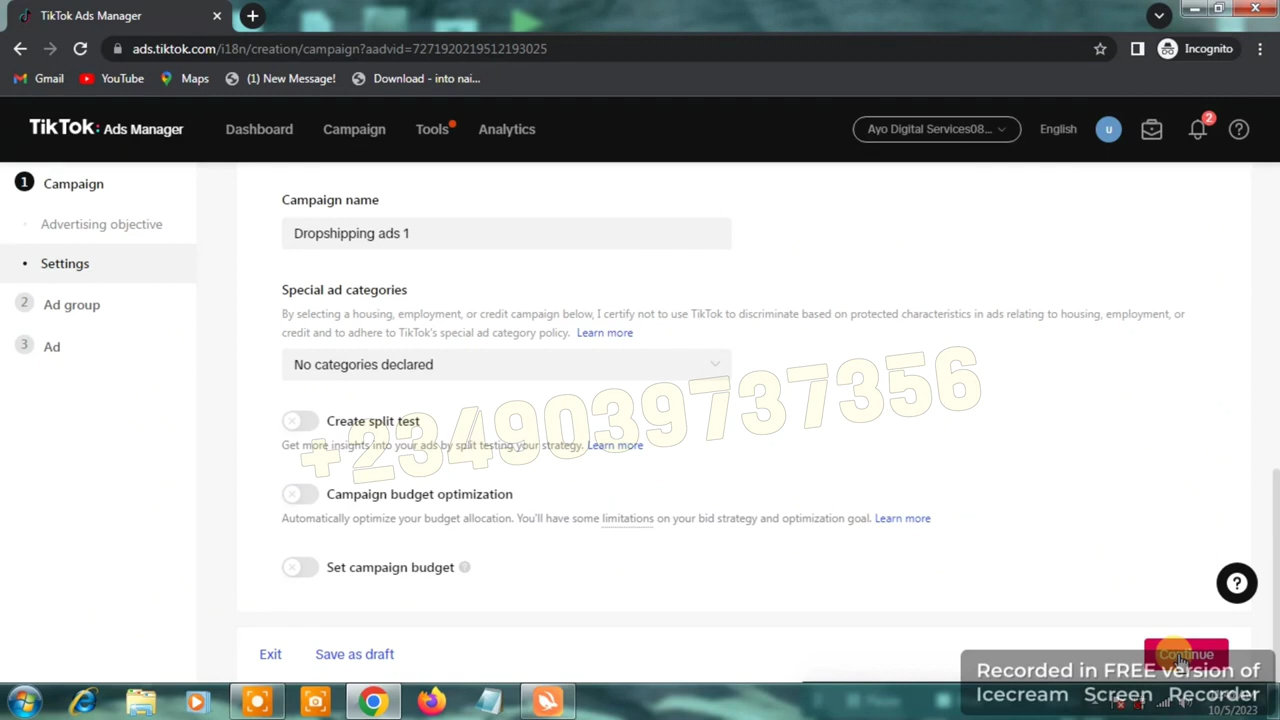 TikTok Ads Manager
ads.tiktok.com/i18n/creation/campaign?aadvid=7271920219512193025
Incognito
Gmail
YouTube
Maps
(1) New Message!
Download - into nai...
TikTok: Ads Manager
Dashboard
Campaign
Tools
Analytics
Ayo Digital Services08...
English
u
2
1 Campaign
Advertising objective
Settings
2 Ad group
3 Ad
Campaign name
Dropshipping ads 1
Special ad categories
By selecting a housing, employment, or credit campaign below, I certify not to use TikTok to discriminate based on protected characteristics in ads relating to housing, employment, or
credit and to adhere to TikTok's special ad category policy. Learn more
No categories declared
+2349039737356
Create split test
Get more insights into your ads by split testing your strategy. Learn more
Campaign budget optimization
Automatically optimize your budget allocation. You'll have some limitations on your bid strategy and optimization goal. Learn more
Set campaign budget
Exit
Save as draft
Continue
Recorded in FREE version of
Icecream Screen Recorder
10/5/2023